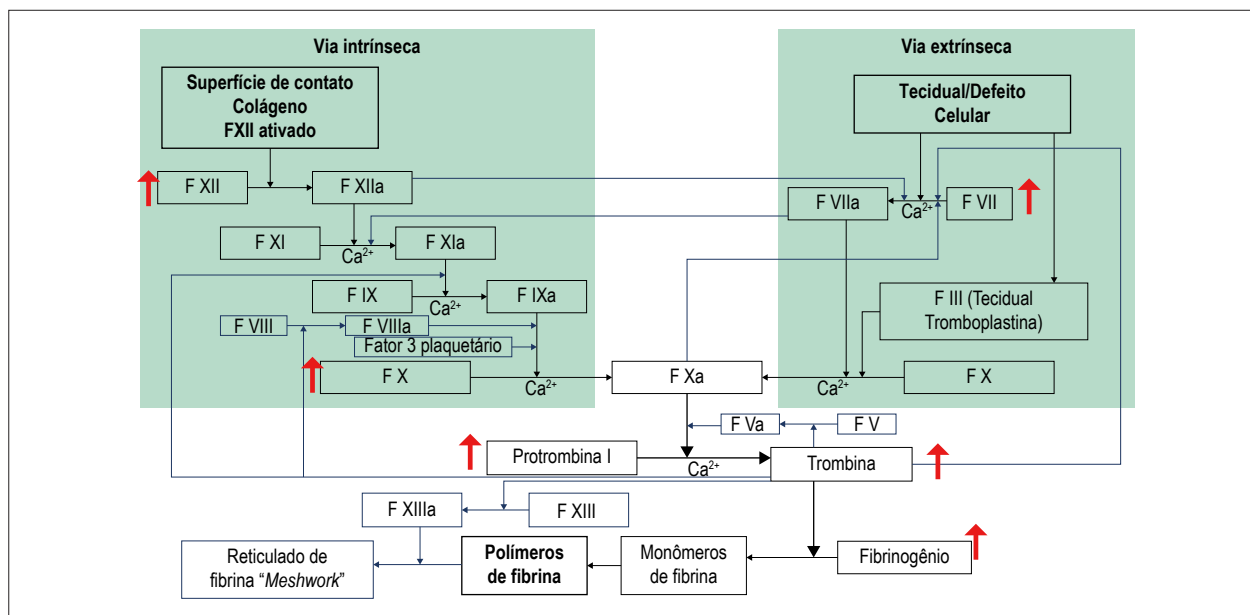 Via intrínseca
Superfície de contato
Colágeno
FXII ativado
F XII
F XIIa
F XI
Ca²⁺
F XIa
F IX
Ca²⁺
F IXa
F VIII
F VIIIa
Fator 3 plaquetário
F X
Ca²⁺
F Xa
Via extrínseca
Tecidual/Defeito
Celular
F VIIa
Ca²⁺
F VII
F III (Tecidual
Tromboplastina)
Ca²⁺
F X
F Va
F V
Protrombina I
Ca²⁺
Trombina
F XIIIa
F XIII
Reticulado de
fibrina “Meshwork”
Polímeros
de fibrina
Monômeros
de fibrina
Fibrinogênio